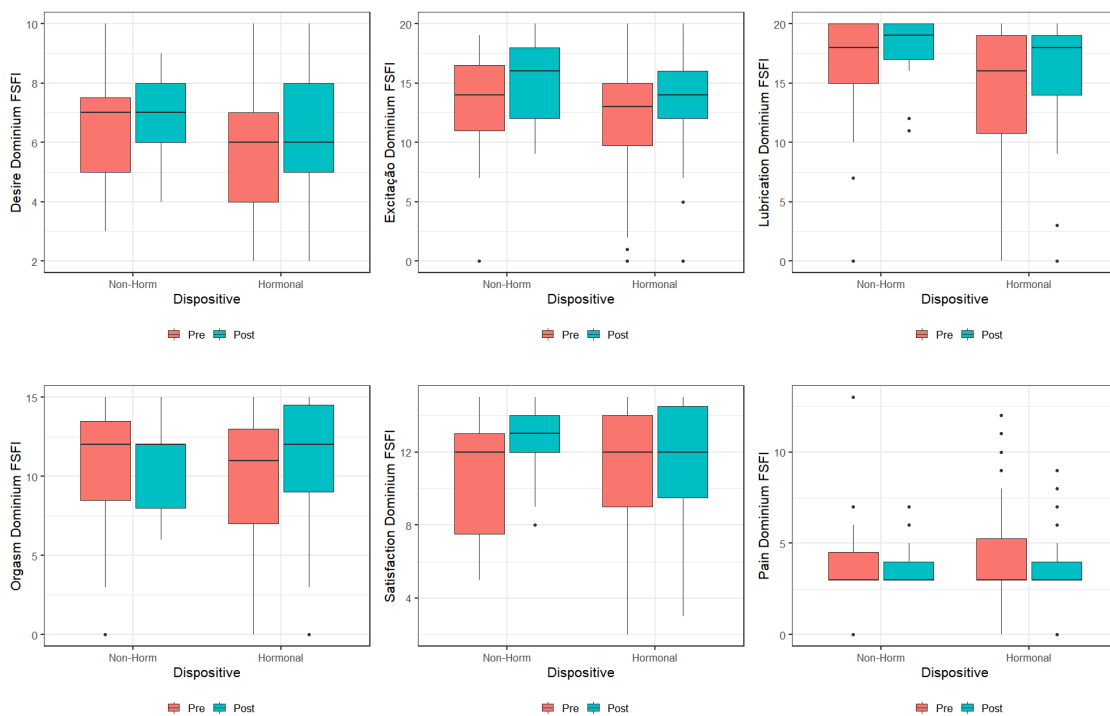 Desire Dominium FSFI
10
8
6
4
2
Non-Horm Hormonal
Dispositive
Pre Post
Excitação Dominium FSFI
20
15
10
5
0
Non-Horm Hormonal
Dispositive
Pre Post
Lubrication Dominium FSFI
20
15
10
5
0
Non-Horm Hormonal
Dispositive
Pre Post
Orgasm Dominium FSFI
15
10
5
0
Non-Horm Hormonal
Dispositive
Pre Post
Satisfaction Dominium FSFI
12
8
4
Non-Horm Hormonal
Dispositive
Pre Post
Pain Dominium FSFI
10
5
0
Non-Horm Hormonal
Dispositive
Pre Post